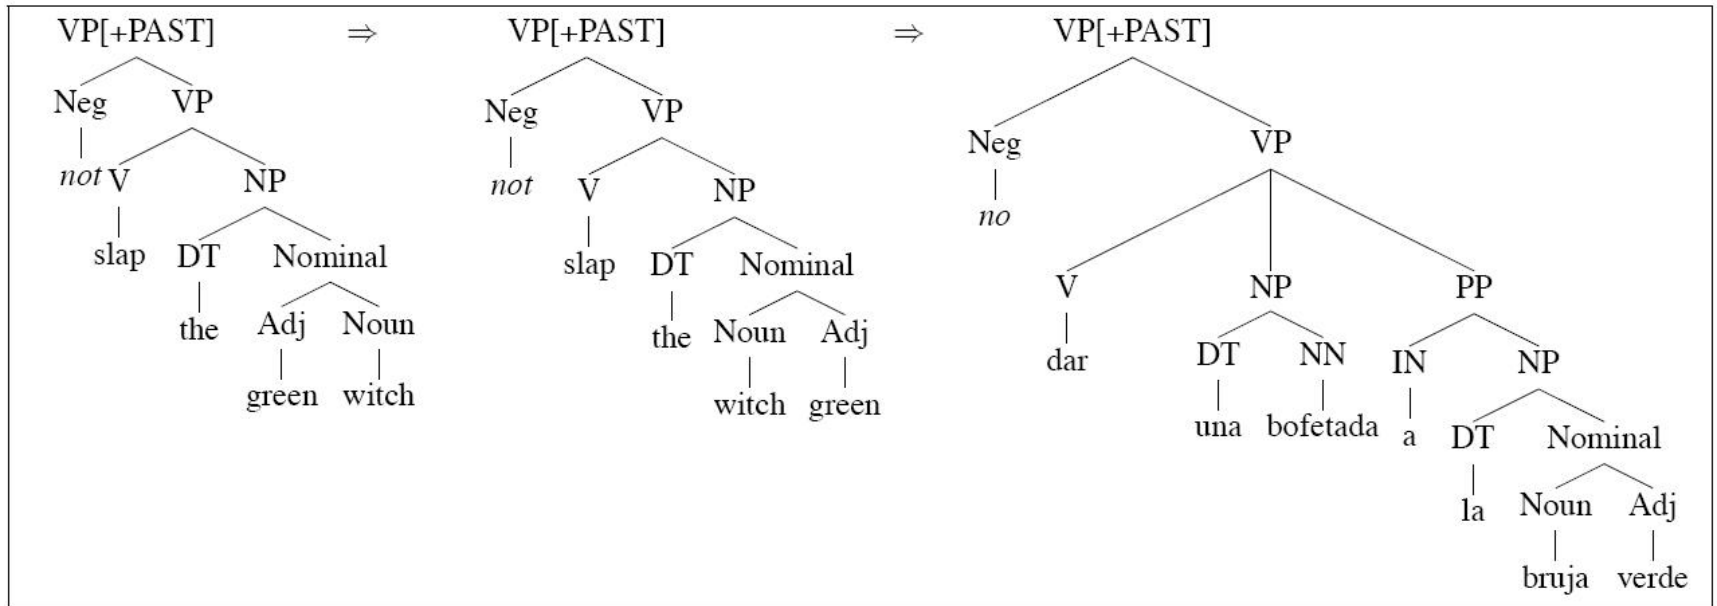 VP[+PAST] ⇒ VP[+PAST] ⇒ VP[+PAST]
Neg VP
not V NP
slap DT Nominal
the Adj Noun
green witch
Neg VP
not V NP
slap DT Nominal
the Noun Adj
witch green
Neg VP
no
V NP PP
dar DT NN IN NP
una bofetada a DT Nominal
la Noun Adj
bruja verde